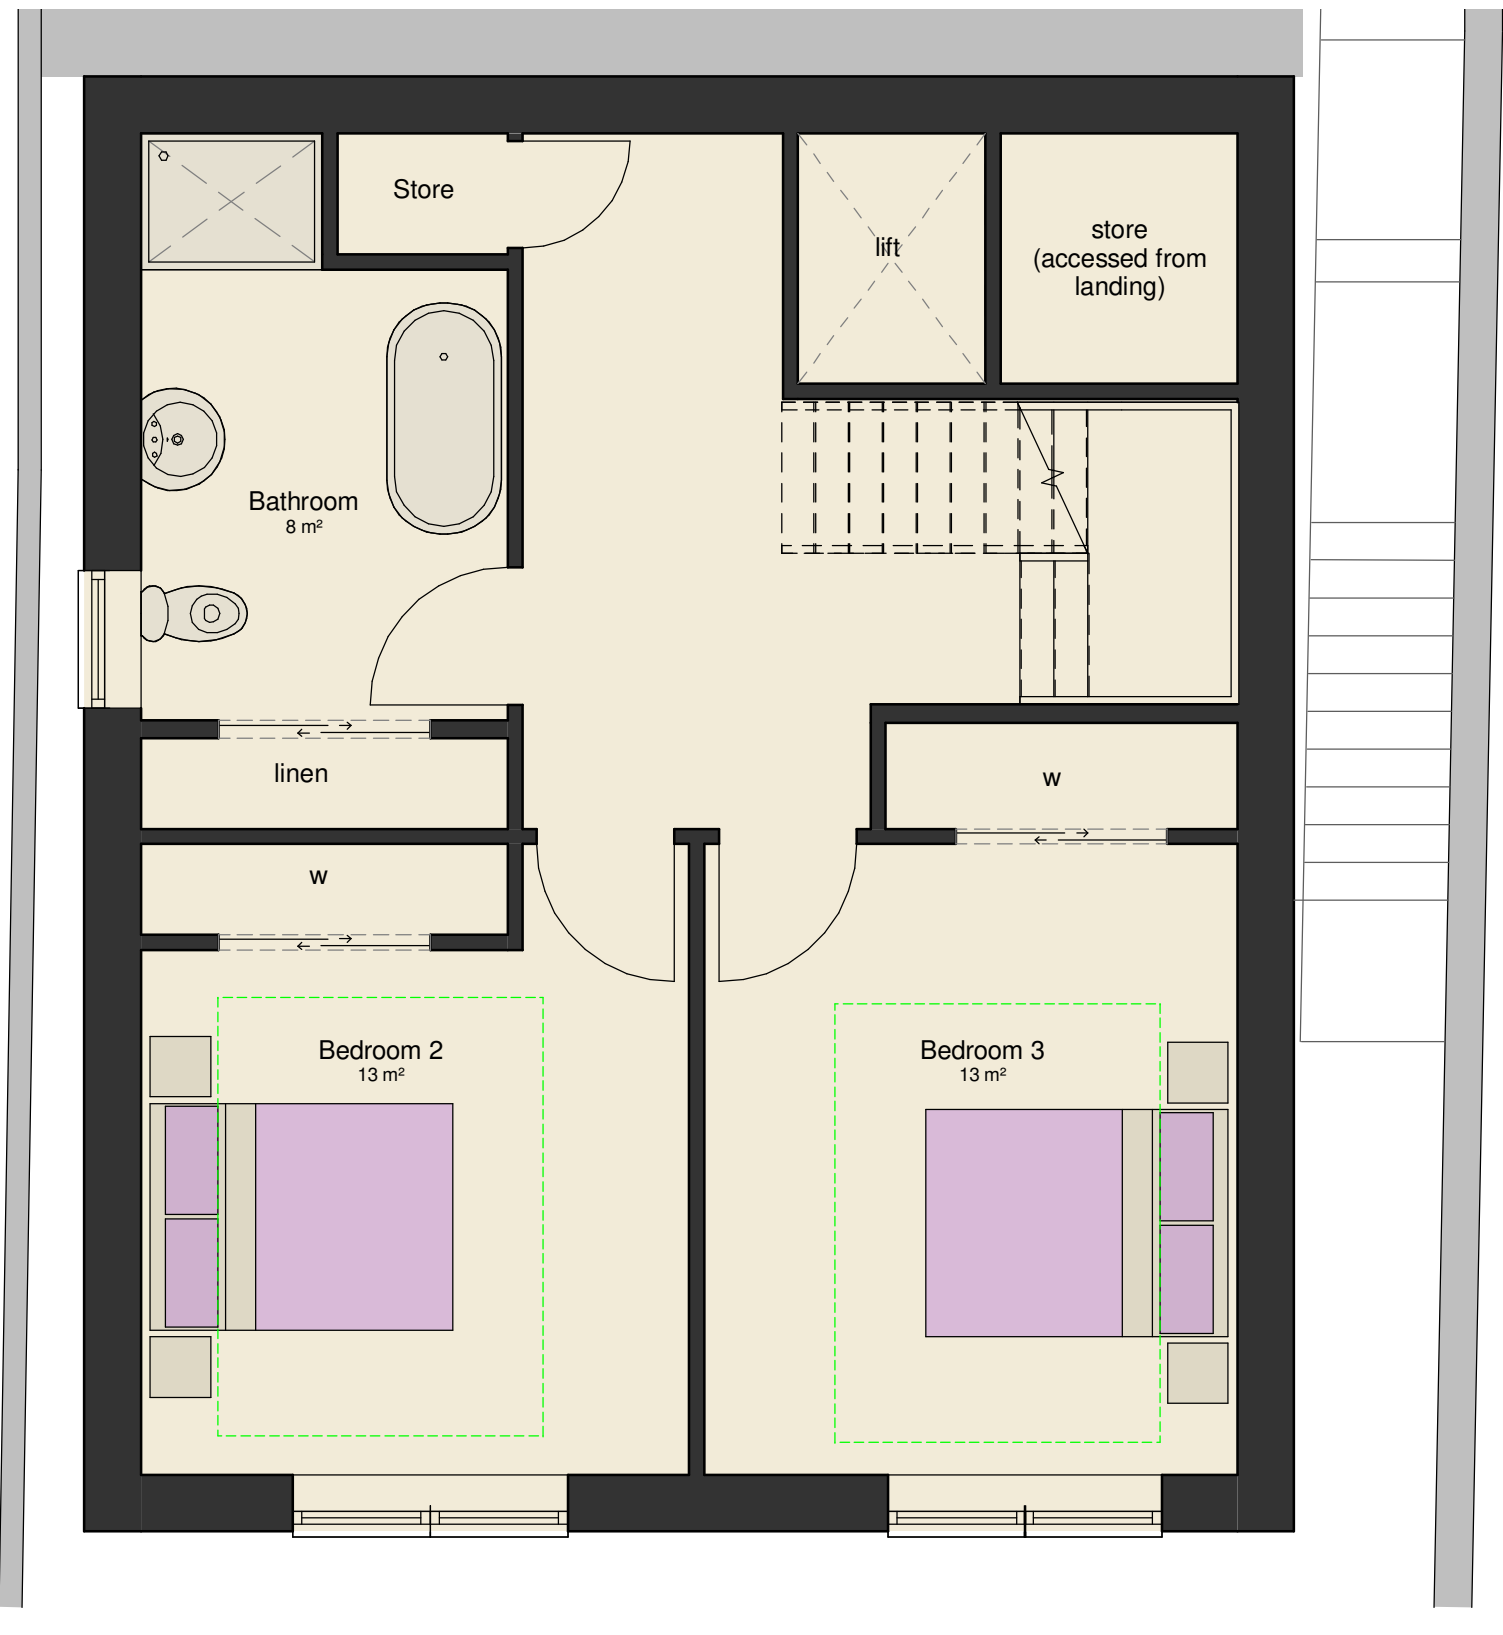 Store
lift
store
(accessed from
landing)
Bathroom
8 m²
linen
w
w
Bedroom 2
13 m²
Bedroom 3
13 m²